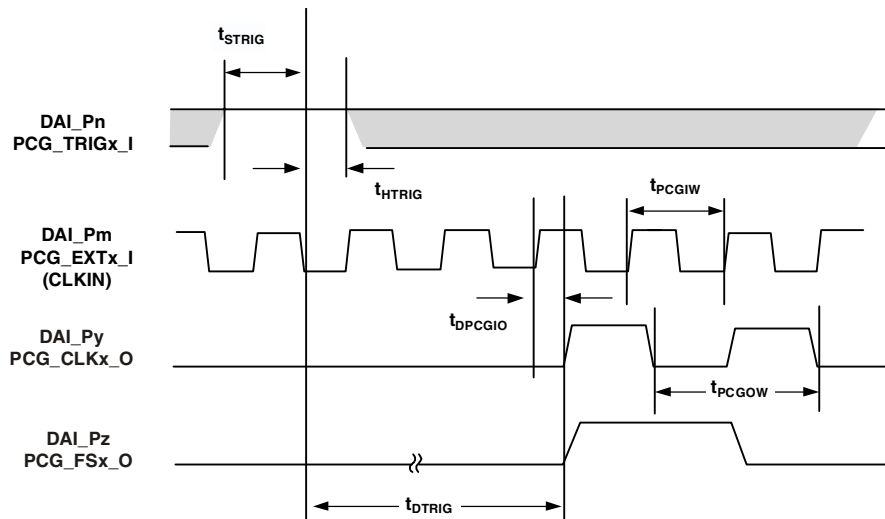 tSTRIG
DAI_Pn
PCG_TRIGx_I
tHTRIG
tPCGIW
DAI_Pm
PCG_EXTx_I
(CLKIN)
tDPCGIO
DAI_Py
PCG_CLKx_O
tPCGOW
DAI_Pz
PCG_FSx_O
tDTRIG